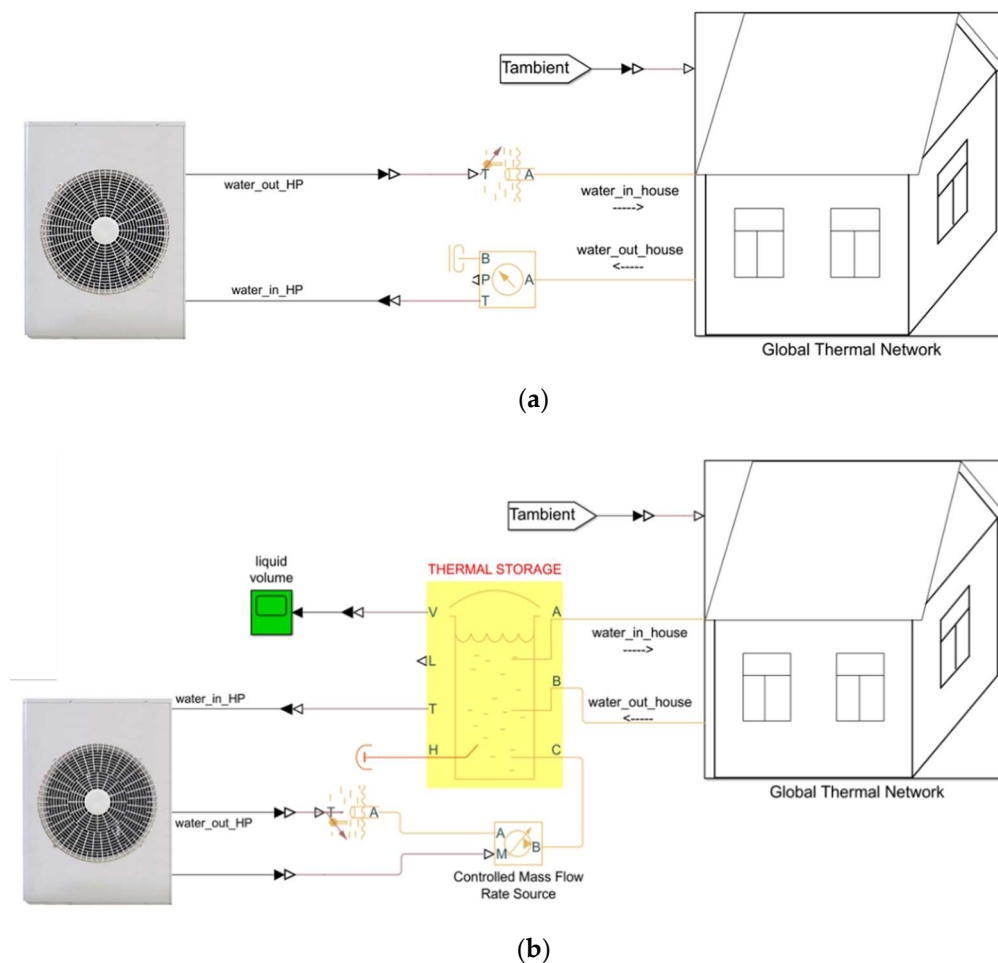 Tambient
water_out_HP
T
A
water_in_house
----->
water_out_house
<-----
B
P
A
T
water_in_HP
Global Thermal Network
(a)
Tambient
liquid
volume
THERMAL STORAGE
V
A
water_in_house
----->
L
B
water_in_HP
T
water_out_house
<-----
H
C
Global Thermal Network
T
A
water_out_HP
A
M
B
Controlled Mass Flow
Rate Source
(b)